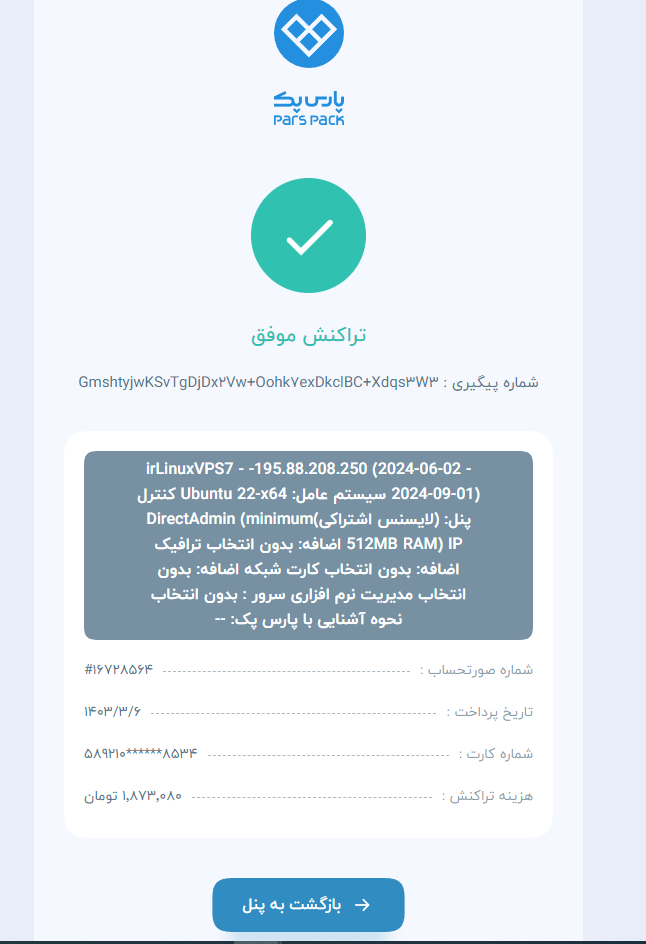 پارس پک
Pars Pack
تراکنش موفق
شماره پیگیری : GmshtyjwKSvTgDjDx۲Vw+Oohk۷exDkclBC+Xdqs۳W۳
irLinuxVPS7 - -195.88.208.250 (2024-06-02 -
2024-09-01) سیستم عامل: Ubuntu 22-x64 کنترل
پنل: (لایسنس اشتراکی)DirectAdmin (minimum
512MB RAM) IP اضافه: بدون انتخاب ترافیک
اضافه: بدون انتخاب کارت شبکه اضافه: بدون
انتخاب مدیریت نرم افزاری سرور : بدون انتخاب
نحوه آشنایی با پارس پک: --
شماره صورتحساب : #۱۶۷۲۸۵۶۴
تاریخ پرداخت : ۱۴۰۳/۳/۶
شماره کارت : ۵۸۹۲۱۰******۸۵۳۴
هزینه تراکنش : ۱,۸۷۳,۰۸۰ تومان
بازگشت به پنل →